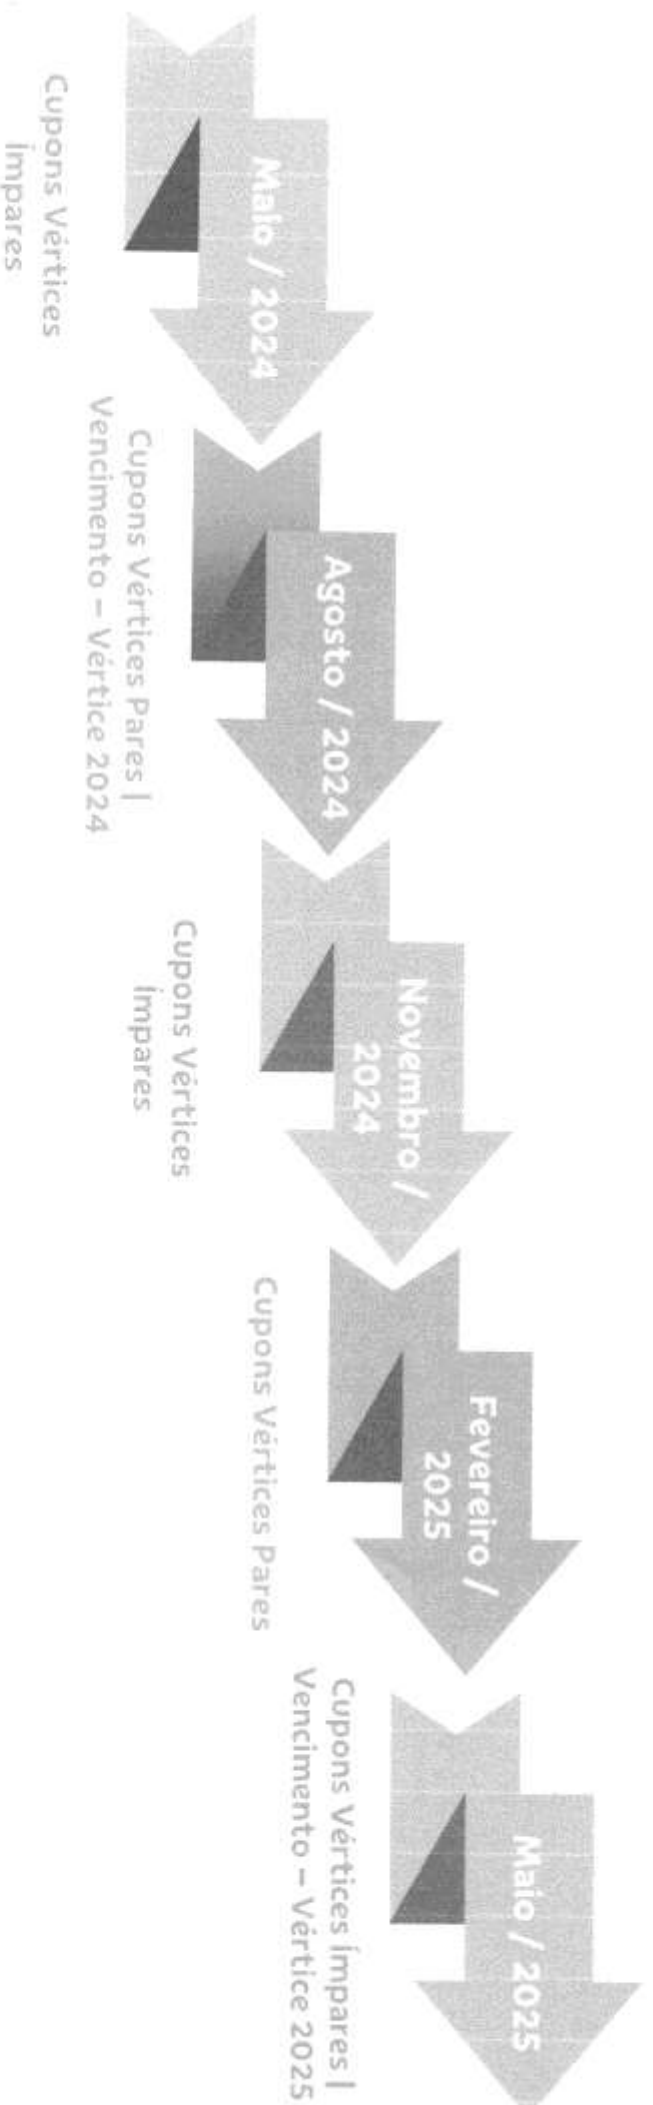 Maio / 2024
Cupons Vértices
Ímpares
Agosto / 2024
Cupons Vértices Pares |
Vencimento – Vértice 2024
Novembro /
2024
Cupons Vértices
Ímpares
Fevereiro /
2025
Cupons Vértices Pares
Maio / 2025
Cupons Vértices Ímpares |
Vencimento – Vértice 2025